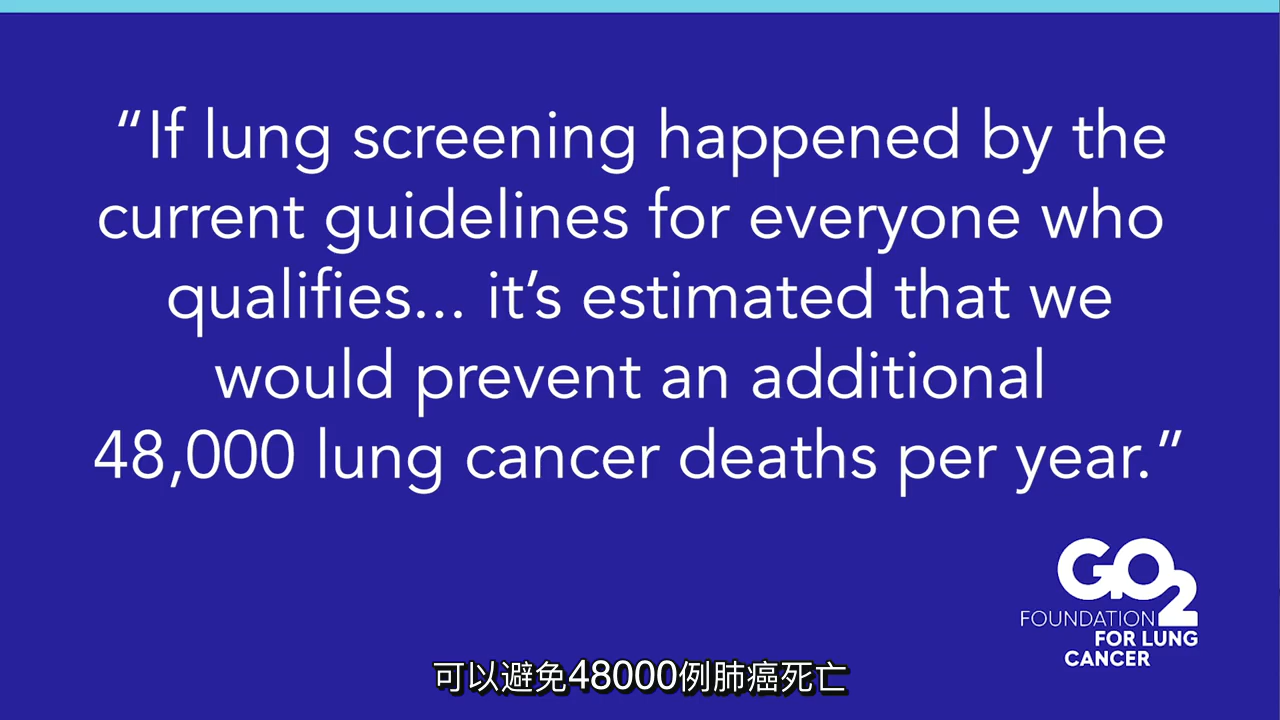 “If lung screening happened by the
current guidelines for everyone who
qualifies... it’s estimated that we
would prevent an additional
48,000 lung cancer deaths per year.”
GO2
FOUNDATION
FOR LUNG
CANCER
可以避免48000例肺癌死亡